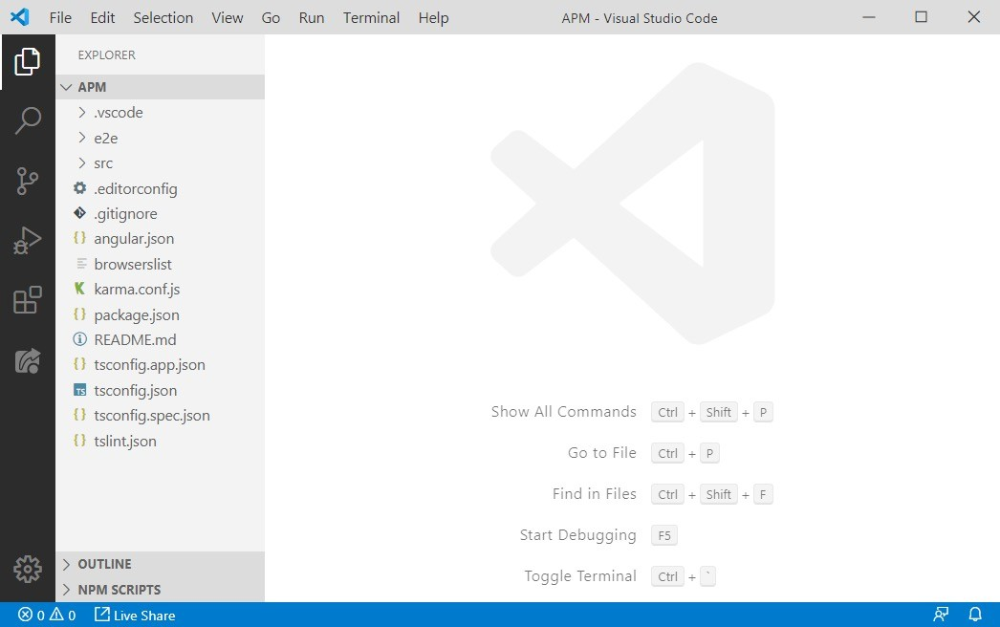 File Edit Selection View Go Run Terminal Help APM - Visual Studio Code
EXPLORER
APM
.vscode
e2e
src
.editorconfig
.gitignore
{} angular.json
browserslist
K karma.conf.js
{} package.json
README.md
{} tsconfig.app.json
TS tsconfig.json
{} tsconfig.spec.json
{} tslint.json
OUTLINE
NPM SCRIPTS
Show All Commands Ctrl + Shift + P
Go to File Ctrl + P
Find in Files Ctrl + Shift + F
Start Debugging F5
Toggle Terminal Ctrl + `
0 0 Live Share